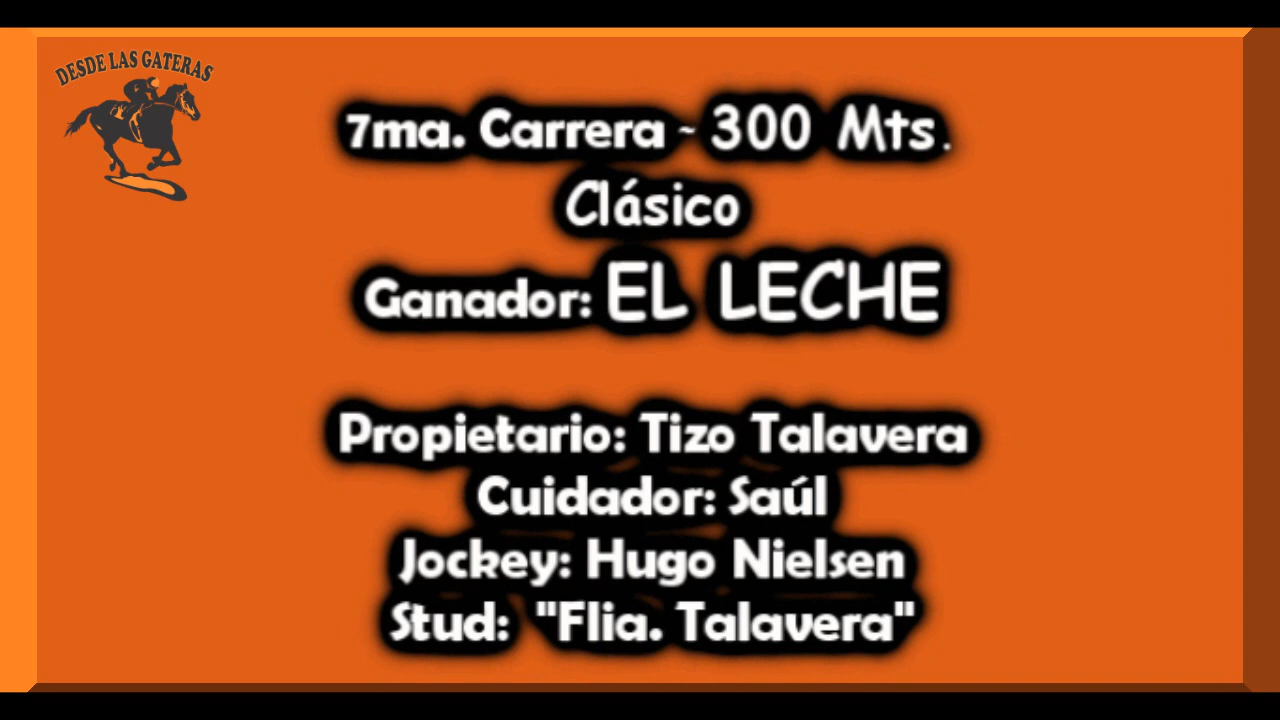 DESDE LAS GATERAS
7ma. Carrera - 300 Mts.
Clásico
Ganador: EL LECHE
Propietario: Tizo Talavera
Cuidador: Saúl
Jockey: Hugo Nielsen
Stud: "Flia. Talavera"